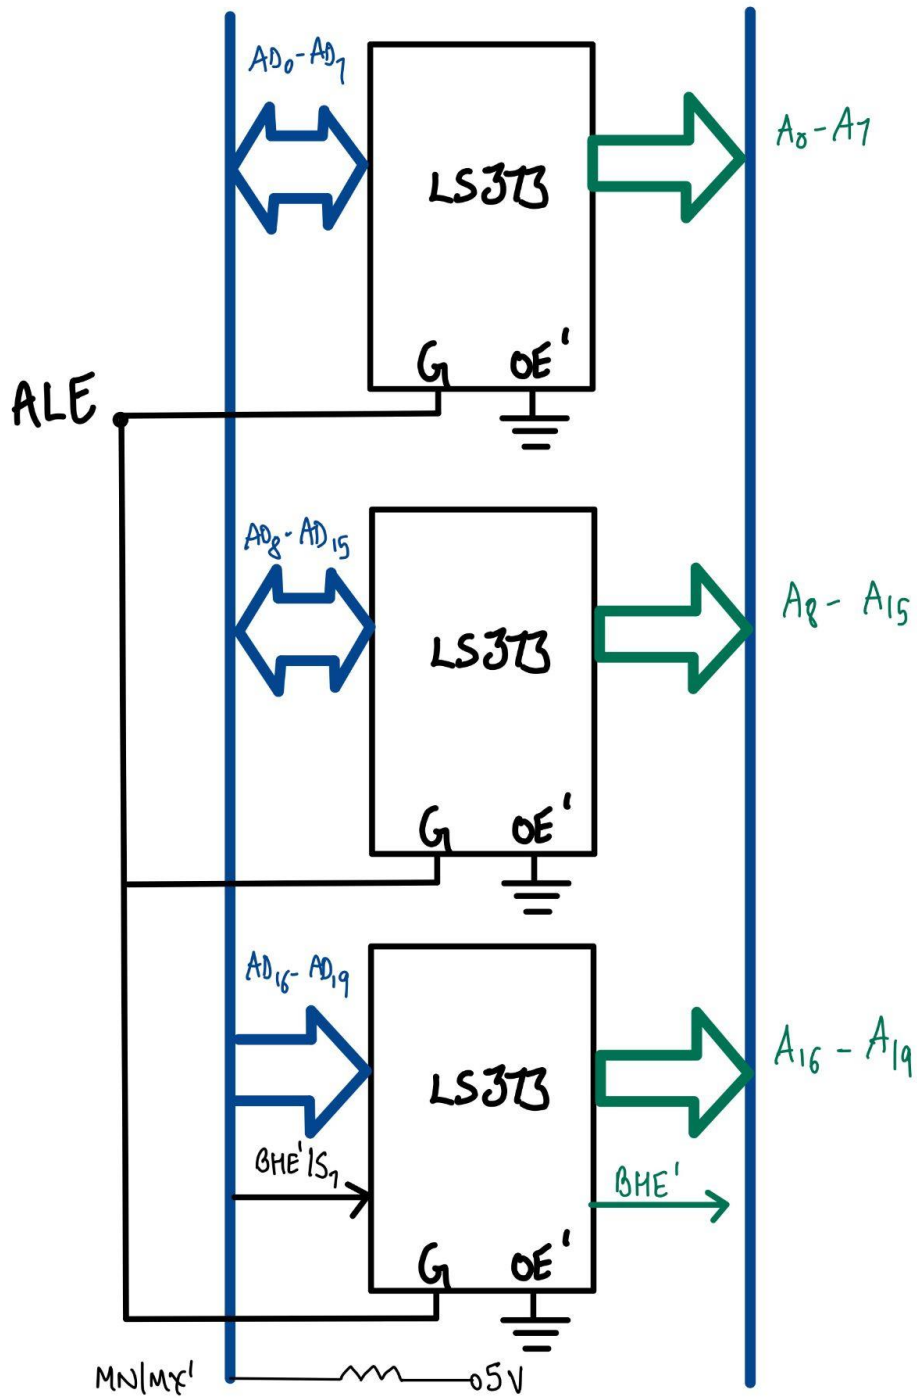 AD₀-AD₇
A₀-A₇
LS373
G OE'
ALE
AD₈-AD₁₅
A₈- A₁₅
LS373
G OE'
AD₁₆- AD₁₉
A₁₆ - A₁₉
LS373
BHE'/S₇
BHE'
G OE'
MN/MX' 5V